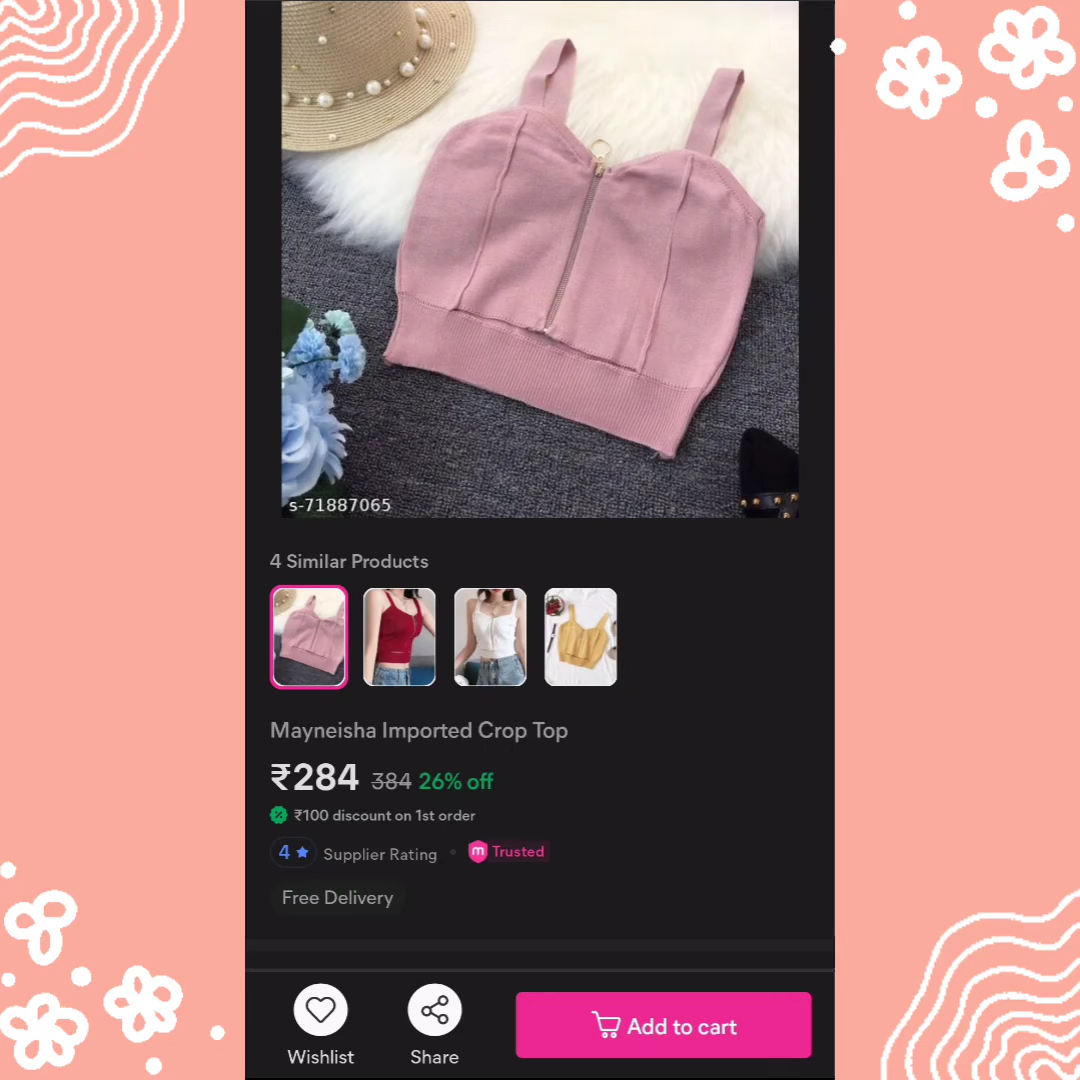 s-71887065
4 Similar Products
Mayneisha Imported Crop Top
₹284 384 26% off
₹100 discount on 1st order
4 Supplier Rating • m Trusted
Free Delivery
Wishlist
Share
Add to cart